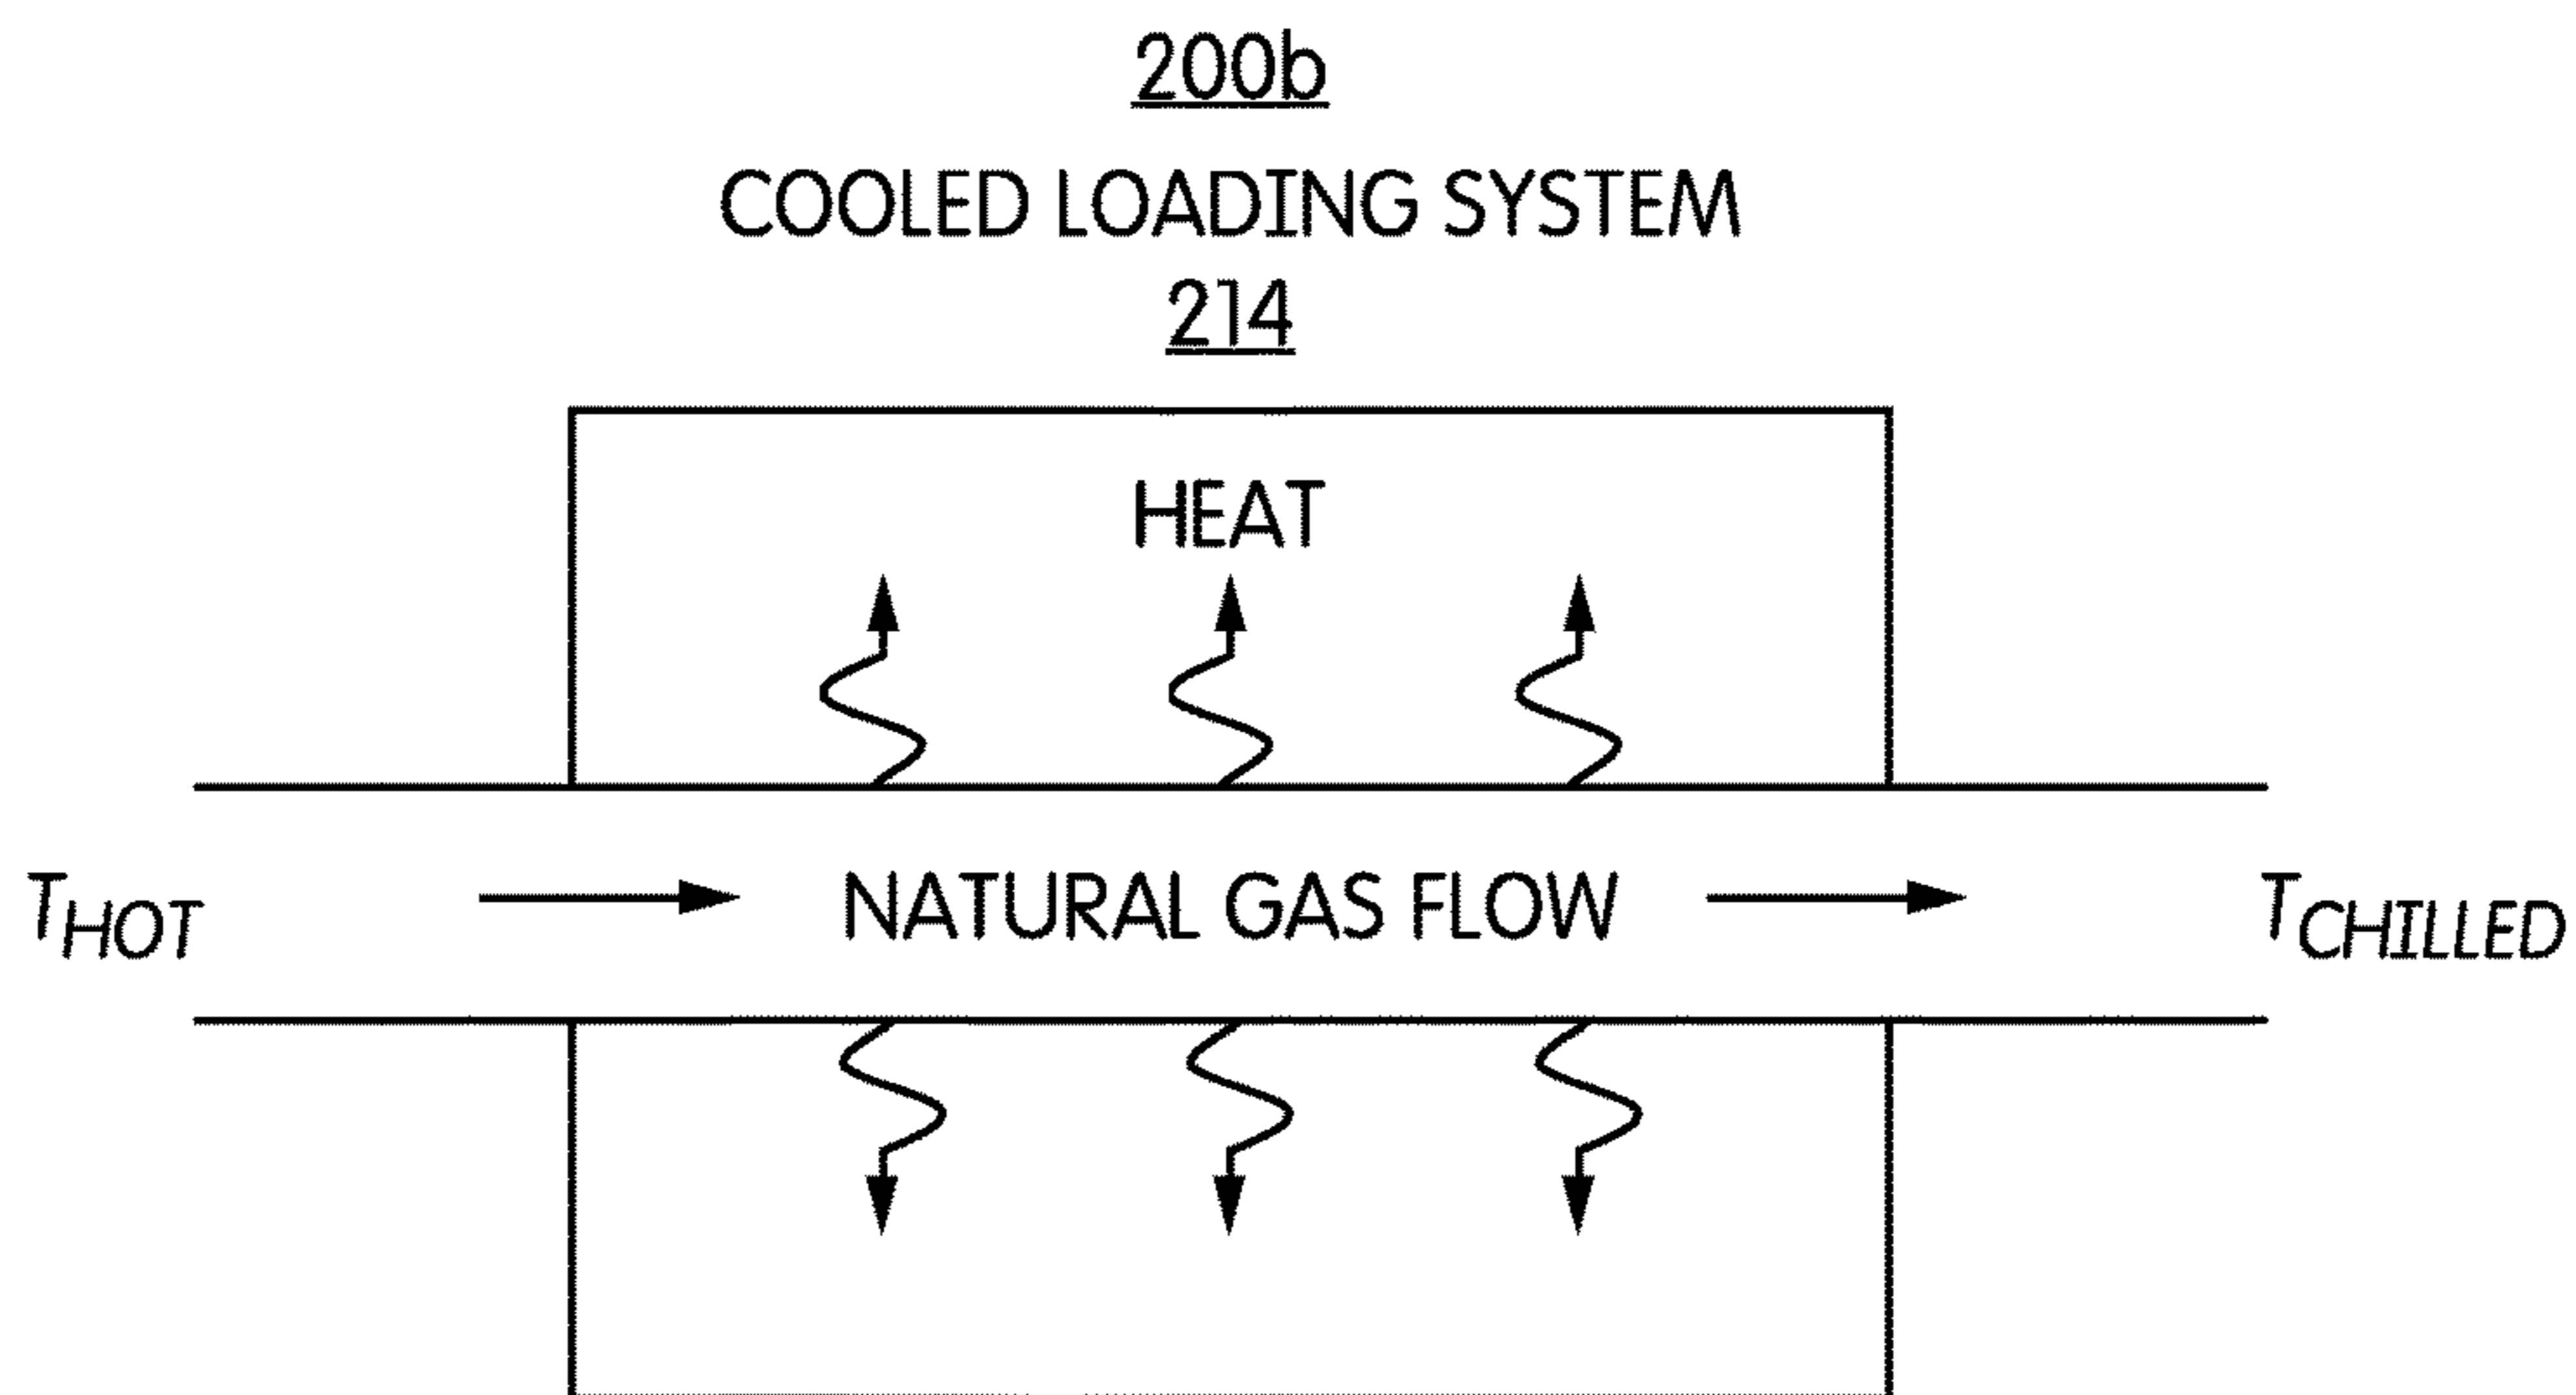 200b
COOLED LOADING SYSTEM
214
HEAT
THOT
NATURAL GAS FLOW
TCHILLED